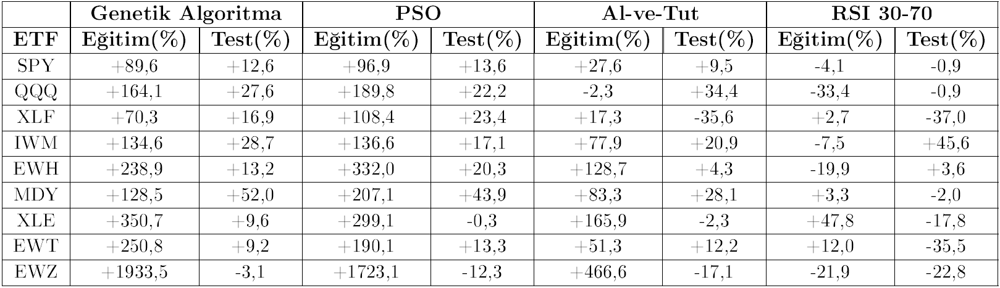 Genetik Algoritma PSO Al-ve-Tut RSI 30-70
ETF Eğitim(%) Test(%) Eğitim(%) Test(%) Eğitim(%) Test(%) Eğitim(%) Test(%)
SPY +89,6 +12,6 +96,9 +13,6 +27,6 +9,5 -4,1 -0,9
QQQ +164,1 +27,6 +189,8 +22,2 -2,3 +34,4 -33,4 -0,9
XLF +70,3 +16,9 +108,4 +23,4 +17,3 -35,6 +2,7 -37,0
IWM +134,6 +28,7 +136,6 +17,1 +77,9 +20,9 -7,5 +45,6
EWH +238,9 +13,2 +332,0 +20,3 +128,7 +4,3 -19,9 +3,6
MDY +128,5 +52,0 +207,1 +43,9 +83,3 +28,1 +3,3 -2,0
XLE +350,7 +9,6 +299,1 -0,3 +165,9 -2,3 +47,8 -17,8
EWT +250,8 +9,2 +190,1 +13,3 +51,3 +12,2 +12,0 -35,5
EWZ +1933,5 -3,1 +1723,1 -12,3 +466,6 -17,1 -21,9 -22,8